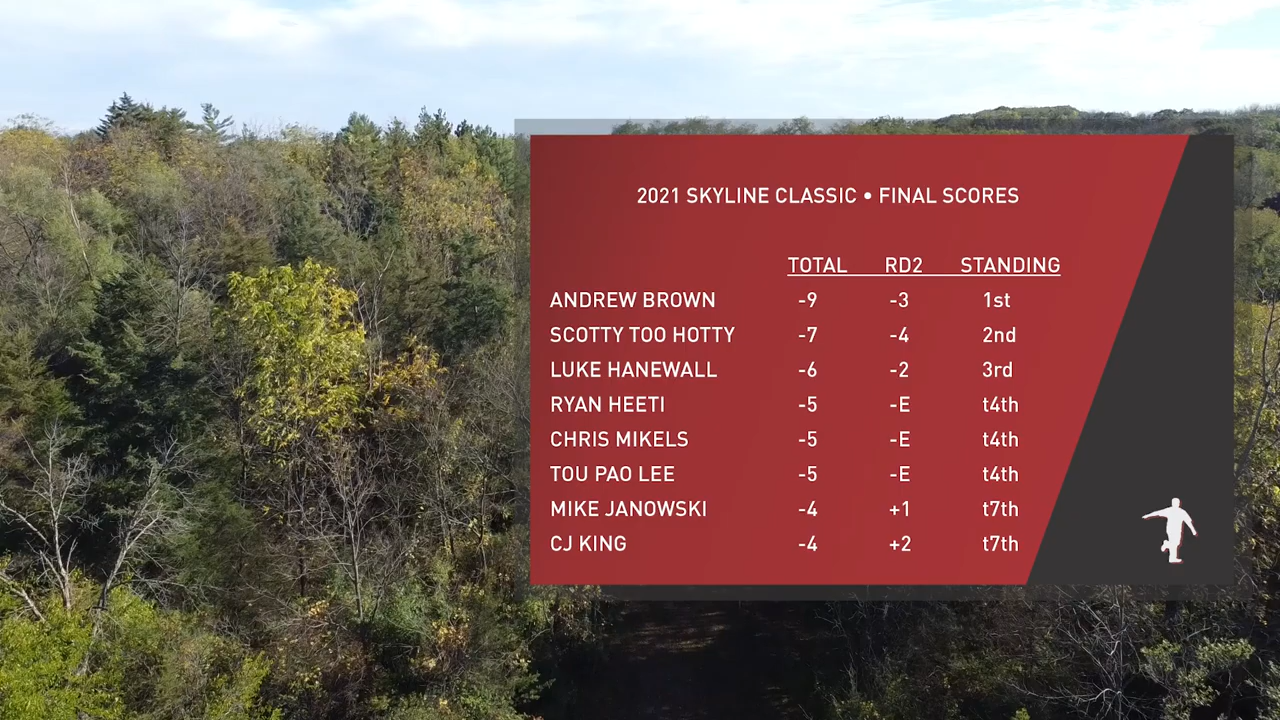 2021 SKYLINE CLASSIC • FINAL SCORES
TOTAL RD2 STANDING
ANDREW BROWN -9 -3 1st
SCOTTY TOO HOTTY -7 -4 2nd
LUKE HANEWALL -6 -2 3rd
RYAN HEETI -5 -E t4th
CHRIS MIKELS -5 -E t4th
TOU PAO LEE -5 -E t4th
MIKE JANOWSKI -4 +1 t7th
CJ KING -4 +2 t7th